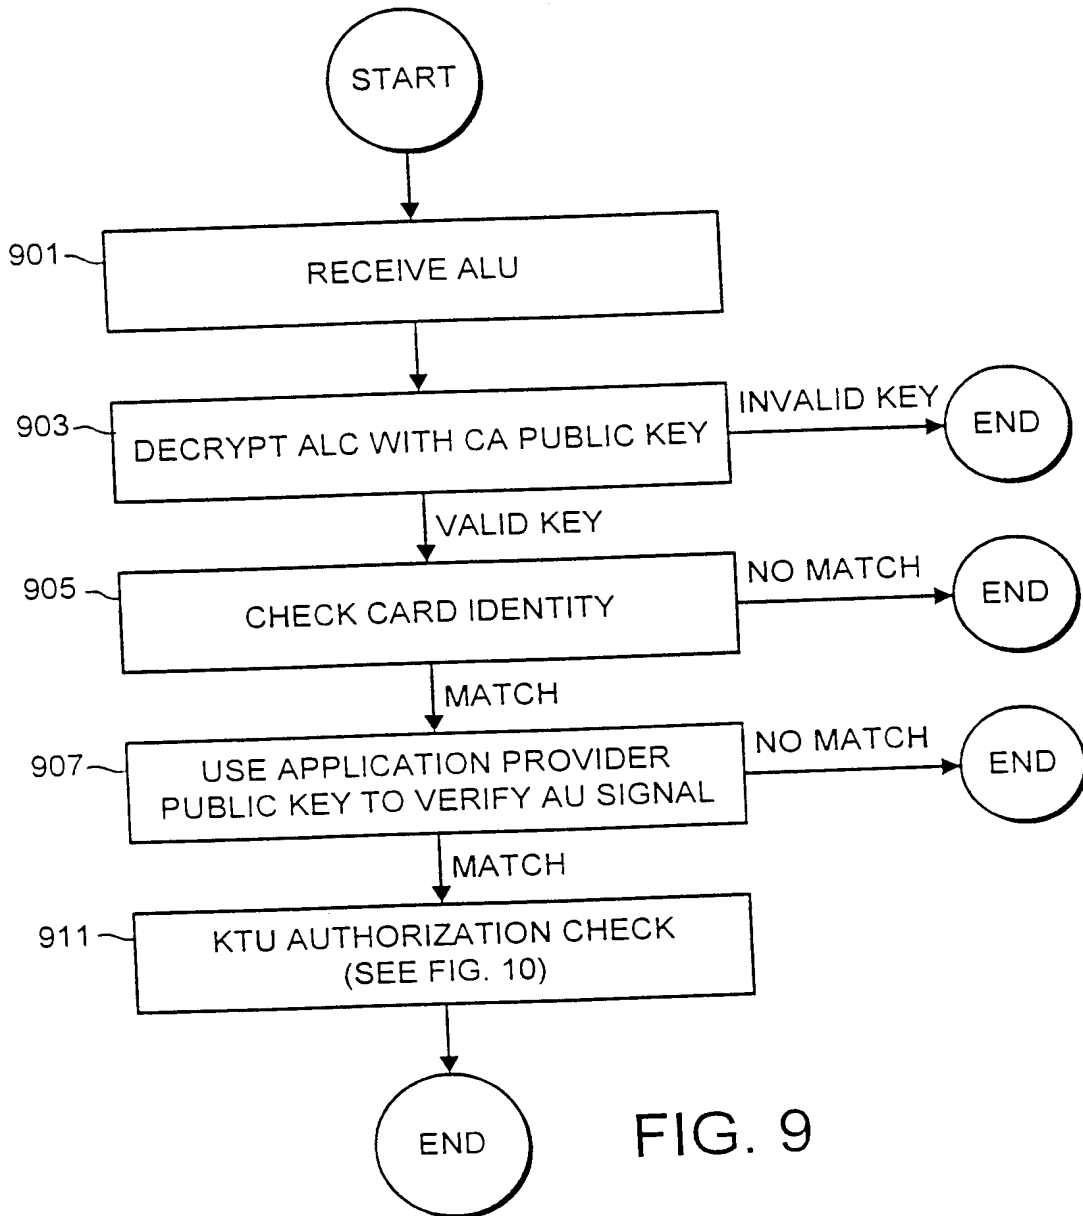 START
901
RECEIVE ALU
903
DECRYPT ALC WITH CA PUBLIC KEY
INVALID KEY
END
VALID KEY
905
CHECK CARD IDENTITY
NO MATCH
END
MATCH
907
USE APPLICATION PROVIDER
PUBLIC KEY TO VERIFY AU SIGNAL
NO MATCH
END
MATCH
911
KTU AUTHORIZATION CHECK
(SEE FIG. 10)
END
FIG. 9